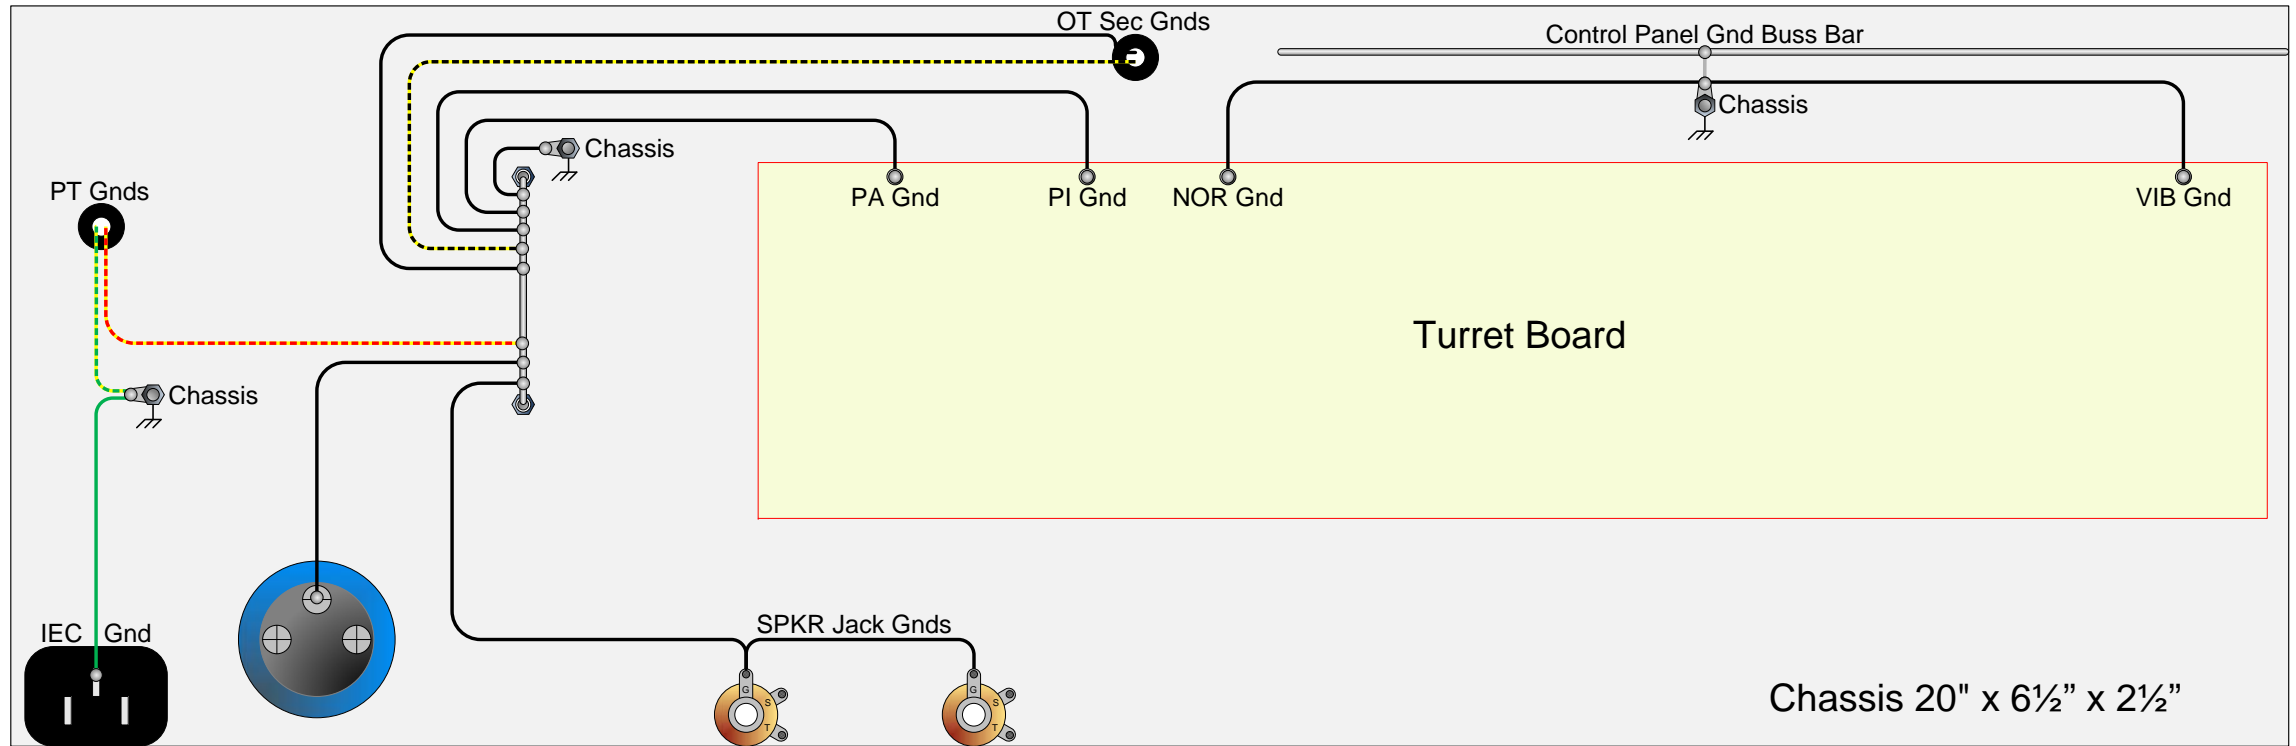 OT Sec Gnds
Control Panel Gnd Buss Bar
Chassis
Chassis
PT Gnds
PA Gnd
PI Gnd
NOR Gnd
VIB Gnd
Turret Board
Chassis
IEC Gnd
SPKR Jack Gnds
G
S
T
G
S
T
Chassis 20" x 6½” x 2½”